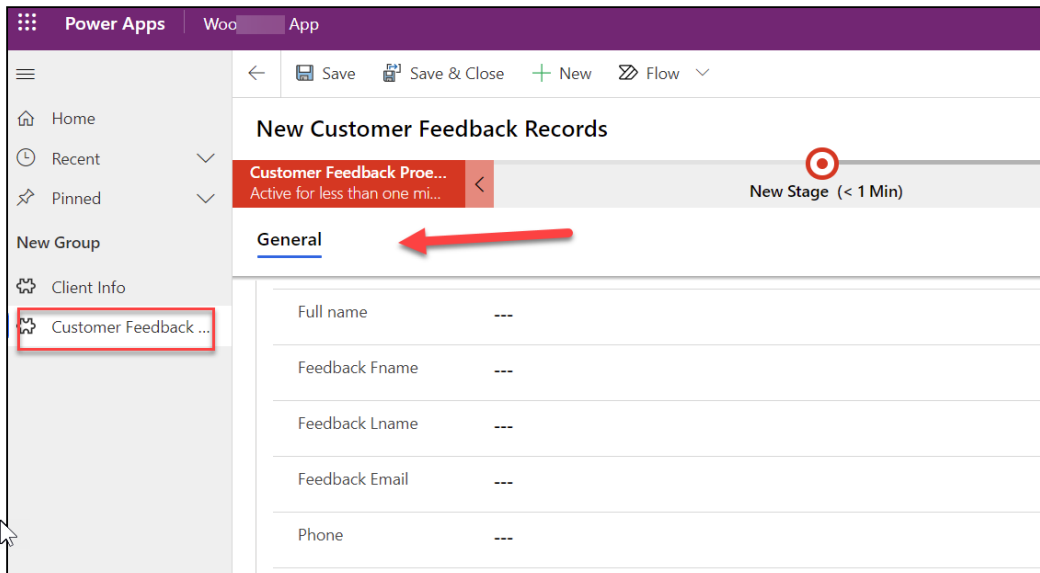 Power Apps Woo App
Save Save & Close New Flow
Home
Recent
Pinned
New Group
Client Info
Customer Feedback ...
New Customer Feedback Records
Customer Feedback Proe...
Active for less than one mi...
New Stage (< 1 Min)
General
Full name ---
Feedback Fname ---
Feedback Lname ---
Feedback Email ---
Phone ---